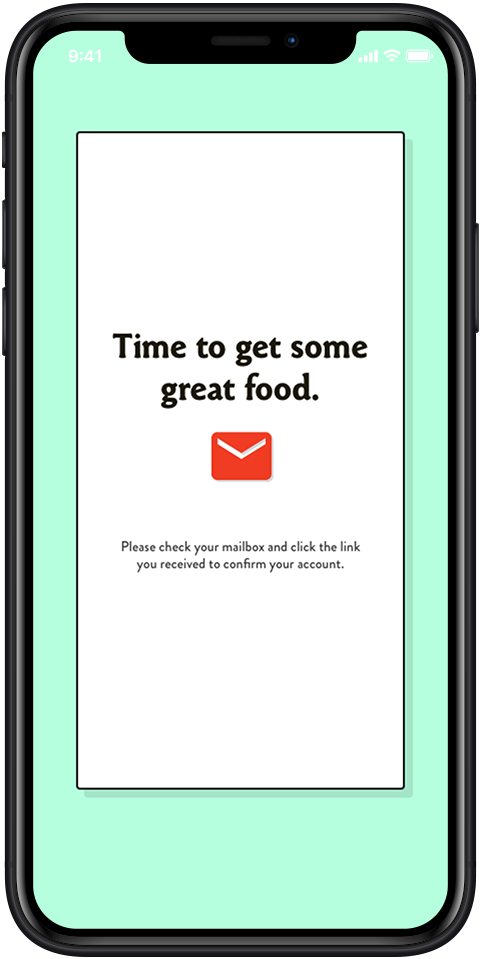 9:41
Time to get some
great food.
Please check your mailbox and click the link
you received to confirm your account.